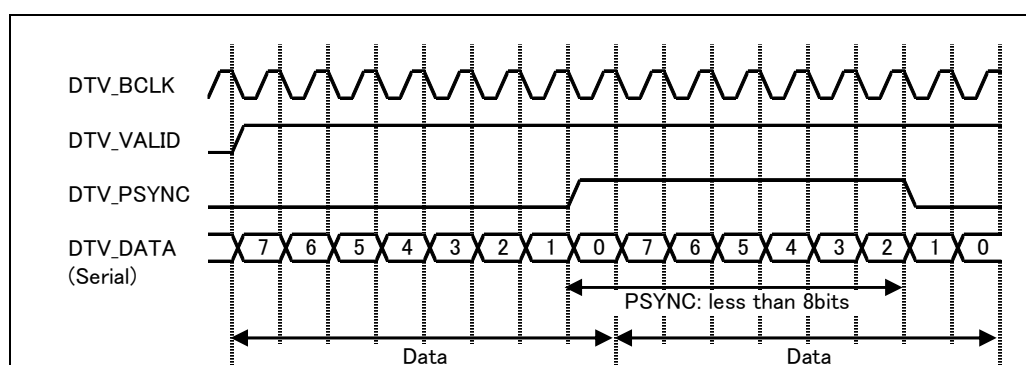 DTV_BCLK
DTV_VALID
DTV_PSYNC
DTV_DATA 7 6 5 4 3 2 1 0 7 6 5 4 3 2 1 0
(Serial)
PSYNC: less than 8bits
Data Data